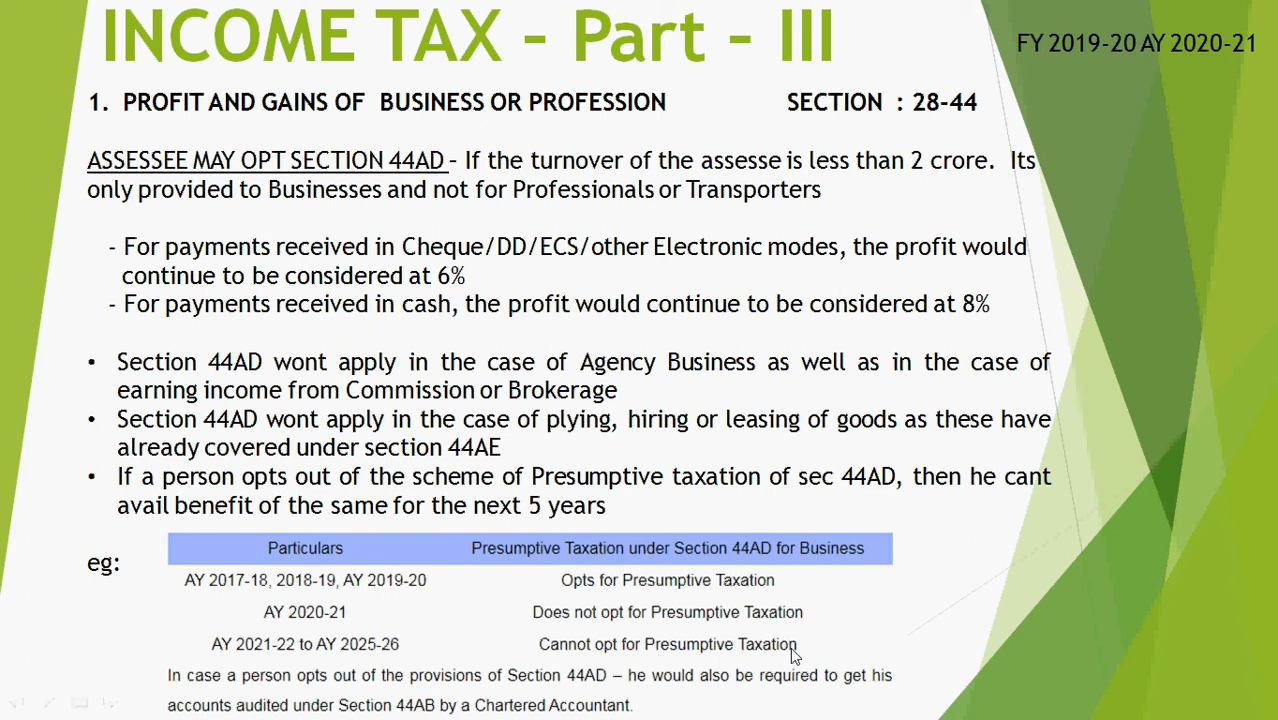 INCOME TAX - Part - III
FY 2019-20 AY 2020-21
1. PROFIT AND GAINS OF BUSINESS OR PROFESSION SECTION : 28-44
ASSESSEE MAY OPT SECTION 44AD - If the turnover of the assesse is less than 2 crore. Its
only provided to Businesses and not for Professionals or Transporters
- For payments received in Cheque/DD/ECS/other Electronic modes, the profit would
continue to be considered at 6%
- For payments received in cash, the profit would continue to be considered at 8%
• Section 44AD wont apply in the case of Agency Business as well as in the case of
earning income from Commission or Brokerage
• Section 44AD wont apply in the case of plying, hiring or leasing of goods as these have
already covered under section 44AE
• If a person opts out of the scheme of Presumptive taxation of sec 44AD, then he cant
avail benefit of the same for the next 5 years
eg:
Particulars Presumptive Taxation under Section 44AD for Business
AY 2017-18, 2018-19, AY 2019-20 Opts for Presumptive Taxation
AY 2020-21 Does not opt for Presumptive Taxation
AY 2021-22 to AY 2025-26 Cannot opt for Presumptive Taxation
In case a person opts out of the provisions of Section 44AD – he would also be required to get his
accounts audited under Section 44AB by a Chartered Accountant.